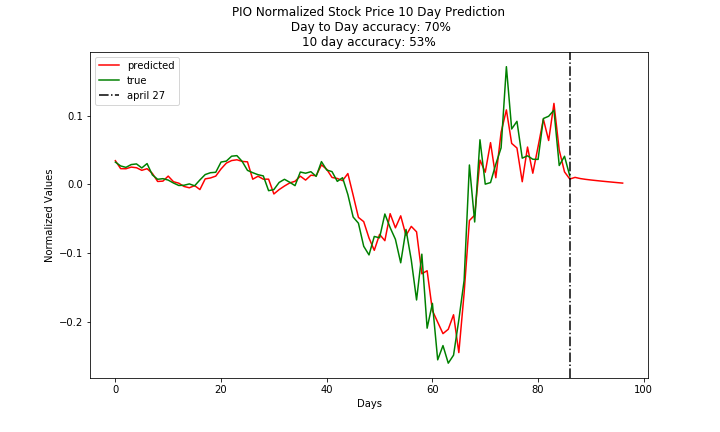 PIO Normalized Stock Price 10 Day Prediction
Day to Day accuracy: 70%
10 day accuracy: 53%
predicted
true
april 27
Normalized Values
0.1
0.0
−0.1
−0.2
0 20 40 60 80 100
Days